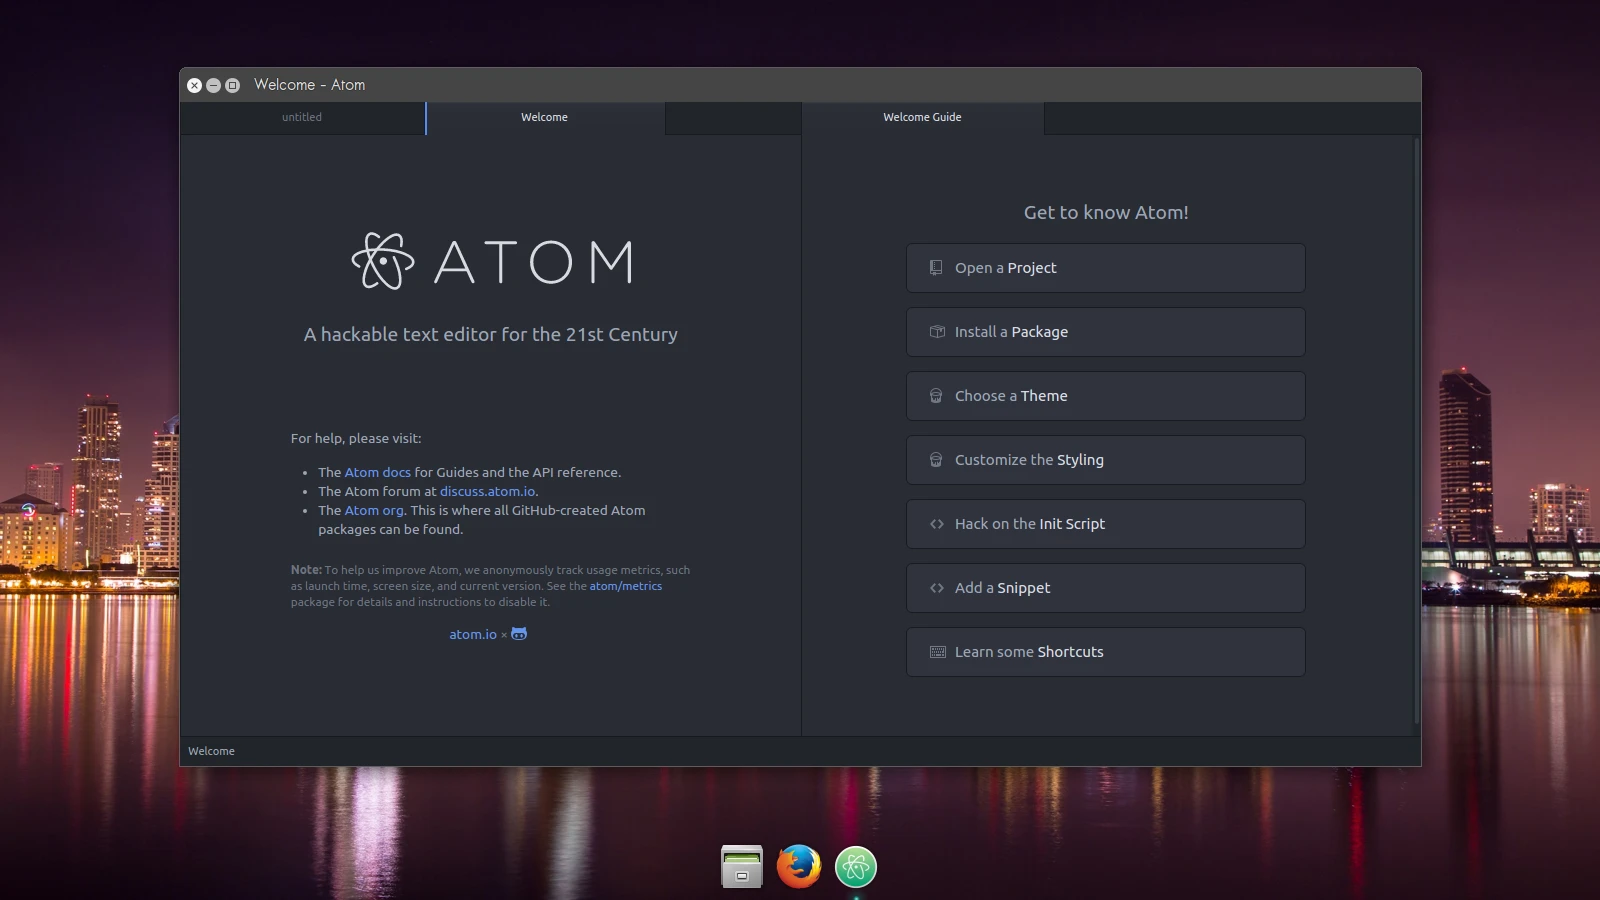 Welcome - Atom
untitled
Welcome
Welcome Guide
ATOM
A hackable text editor for the 21st Century
For help, please visit:
• The Atom docs for Guides and the API reference.
• The Atom forum at discuss.atom.io.
• The Atom org. This is where all GitHub-created Atom
packages can be found.
Note: To help us improve Atom, we anonymously track usage metrics, such
as launch time, screen size, and current version. See the atom/metrics
package for details and instructions to disable it.
atom.io ×
Get to know Atom!
Open a Project
Install a Package
Choose a Theme
Customize the Styling
Hack on the Init Script
Add a Snippet
Learn some Shortcuts
Welcome